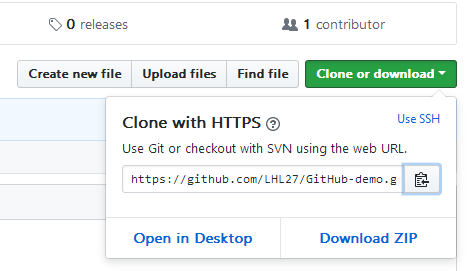 0 releases
1 contributor
Create new file
Upload files
Find file
Clone or download
Clone with HTTPS
Use SSH
Use Git or checkout with SVN using the web URL.
https://github.com/LHL27/GitHub-demo.g
Open in Desktop
Download ZIP